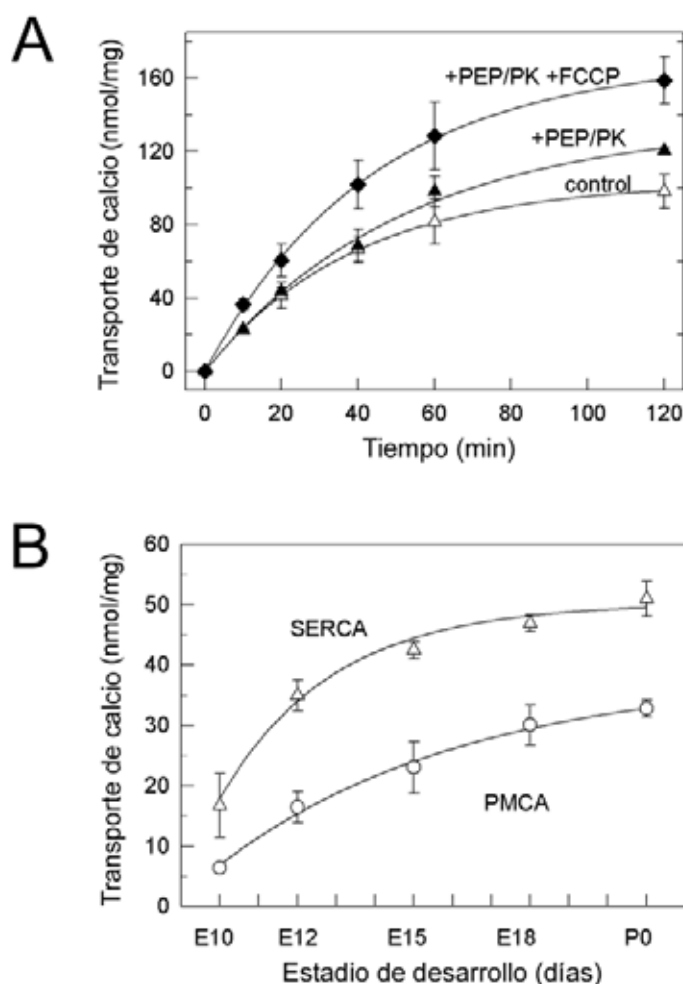 A
Transporte de calcio (nmol/mg)
160
120
80
40
0
+PEP/PK +FCCP
+PEP/PK
control
0 20 40 60 80 100 120
Tiempo (min)
B
Transporte de calcio (nmol/mg)
60
50
40
30
20
10
0
SERCA
PMCA
E10 E12 E15 E18 P0
Estadio de desarrollo (días)